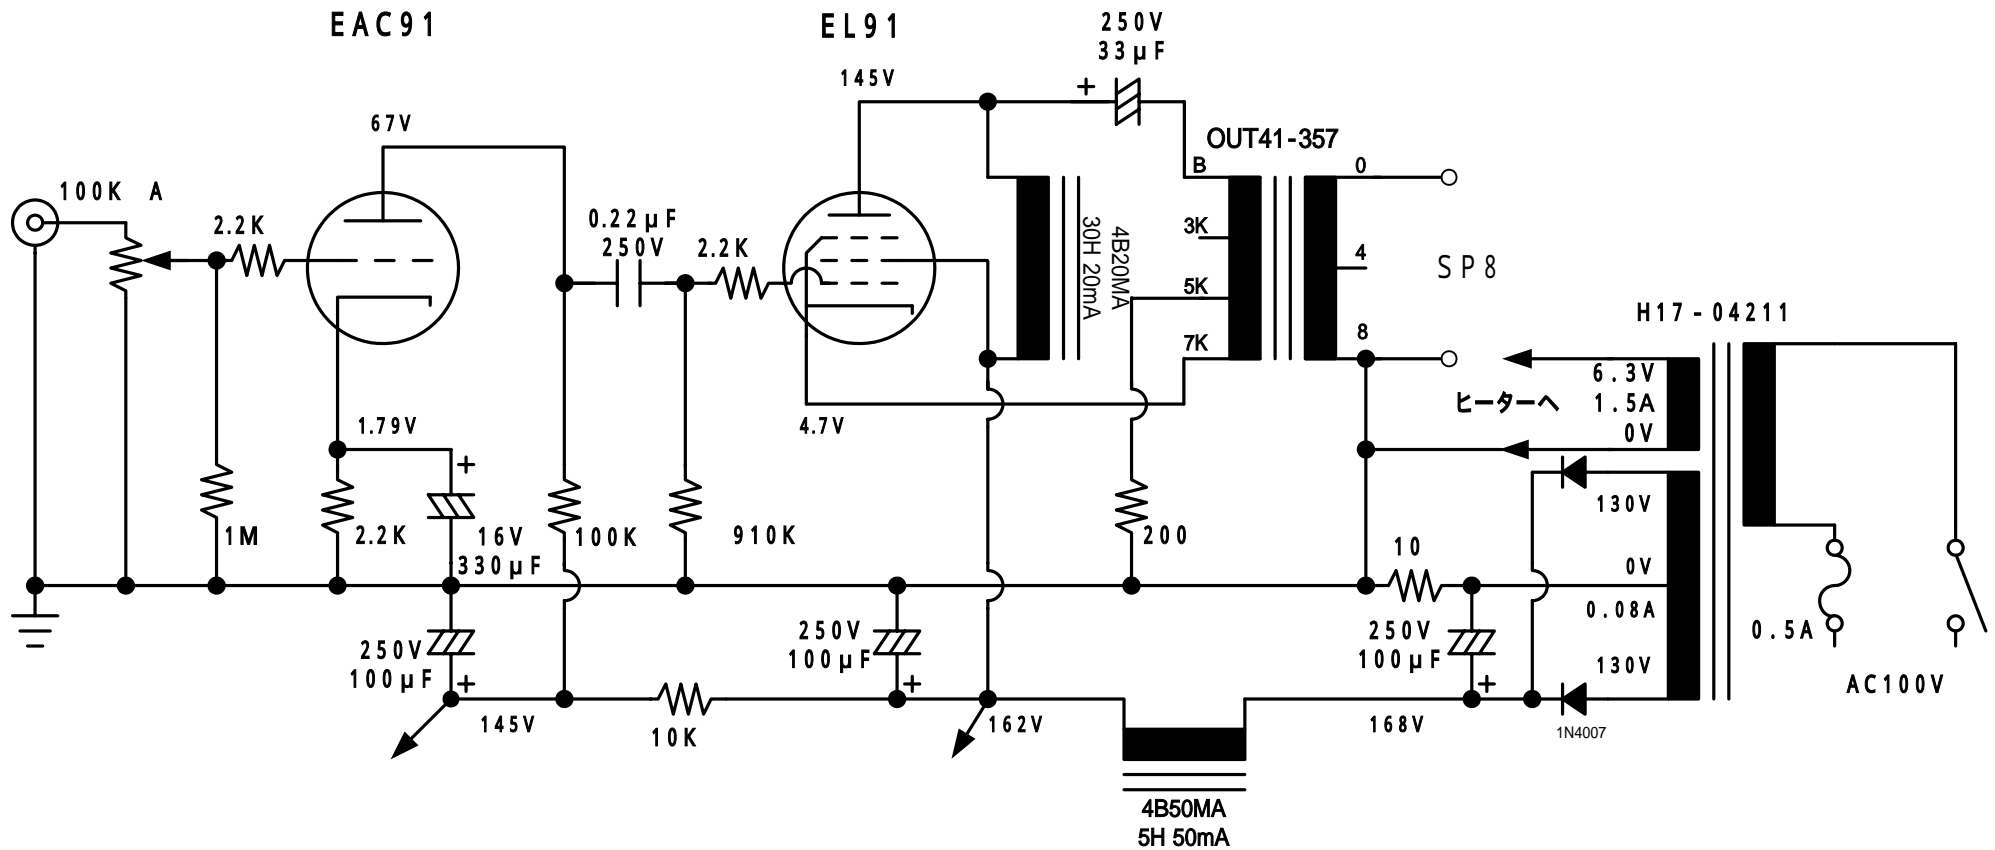 EAC91
EL91
250V
33μF
145V
+
67V
OUT41-357
B
0
100K A
2.2K
0.22μF
250V
2.2K
4B20MA
30H 20mA
3K
4
5K
SP8
7K
8
H17-04211
6.3V
1.5A
0V
ヒーターへ
1.79V
4.7V
+
130V
1M
2.2K
16V
330μF
100K
910K
200
10
0V
0.08A
250V
100μF
+
250V
100μF
+
250V
100μF
+
130V
0.5A
AC100V
145V
10K
162V
168V
1N4007
4B50MA
5H 50mA